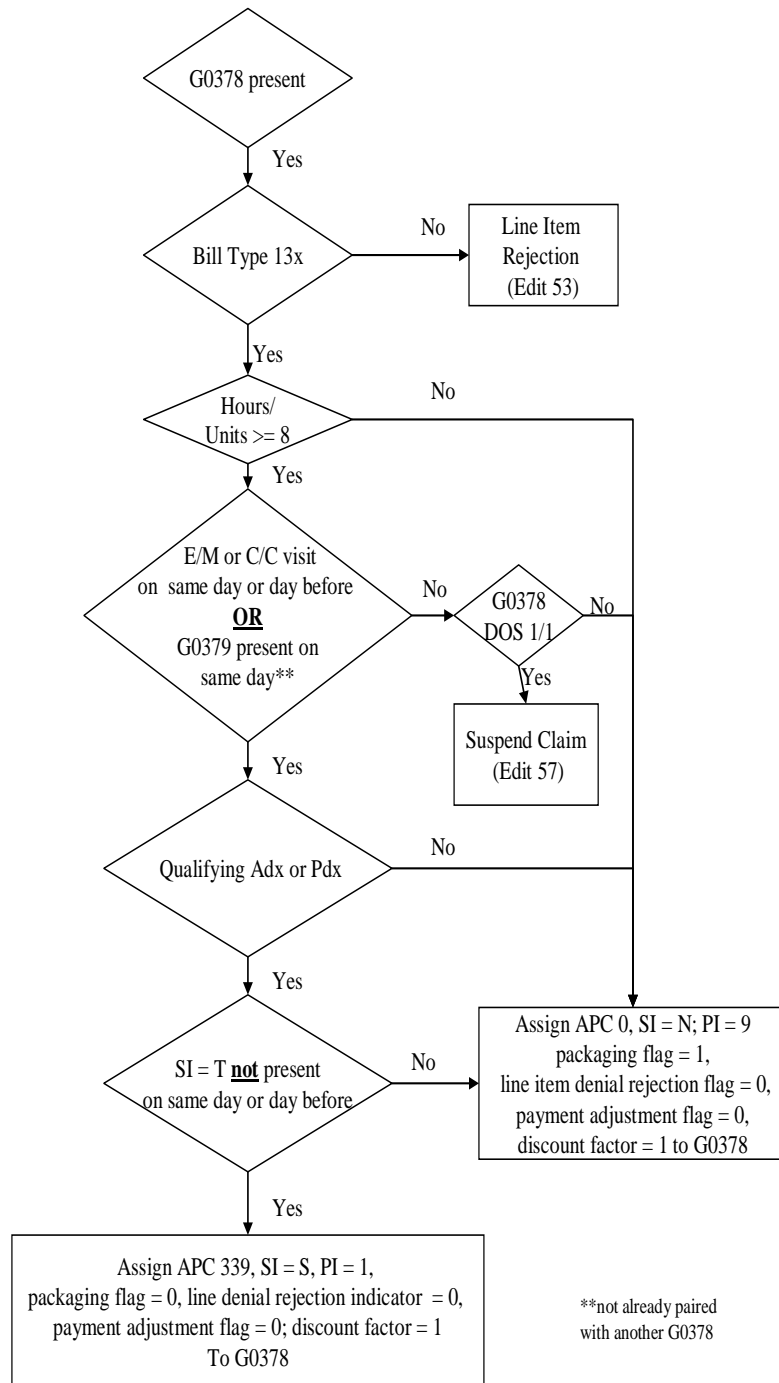 G0378 present
Yes
Bill Type 13x
No
Line Item
Rejection
(Edit 53)
Yes
Hours/
Units >= 8
No
Yes
E/M or C/C visit
on same day or day before
OR
G0379 present on
same day**
No
G0378
DOS 1/1
No
Yes
Suspend Claim
(Edit 57)
Yes
Qualifying Adx or Pdx
No
Yes
SI = T not present
on same day or day before
No
Assign APC 0, SI = N; PI = 9
packaging flag = 1,
line item denial rejection flag = 0,
payment adjustment flag = 0,
discount factor = 1 to G0378
Yes
Assign APC 339, SI = S, PI = 1,
packaging flag = 0, line denial rejection indicator = 0,
payment adjustment flag = 0; discount factor = 1
To G0378
**not already paired
with another G0378